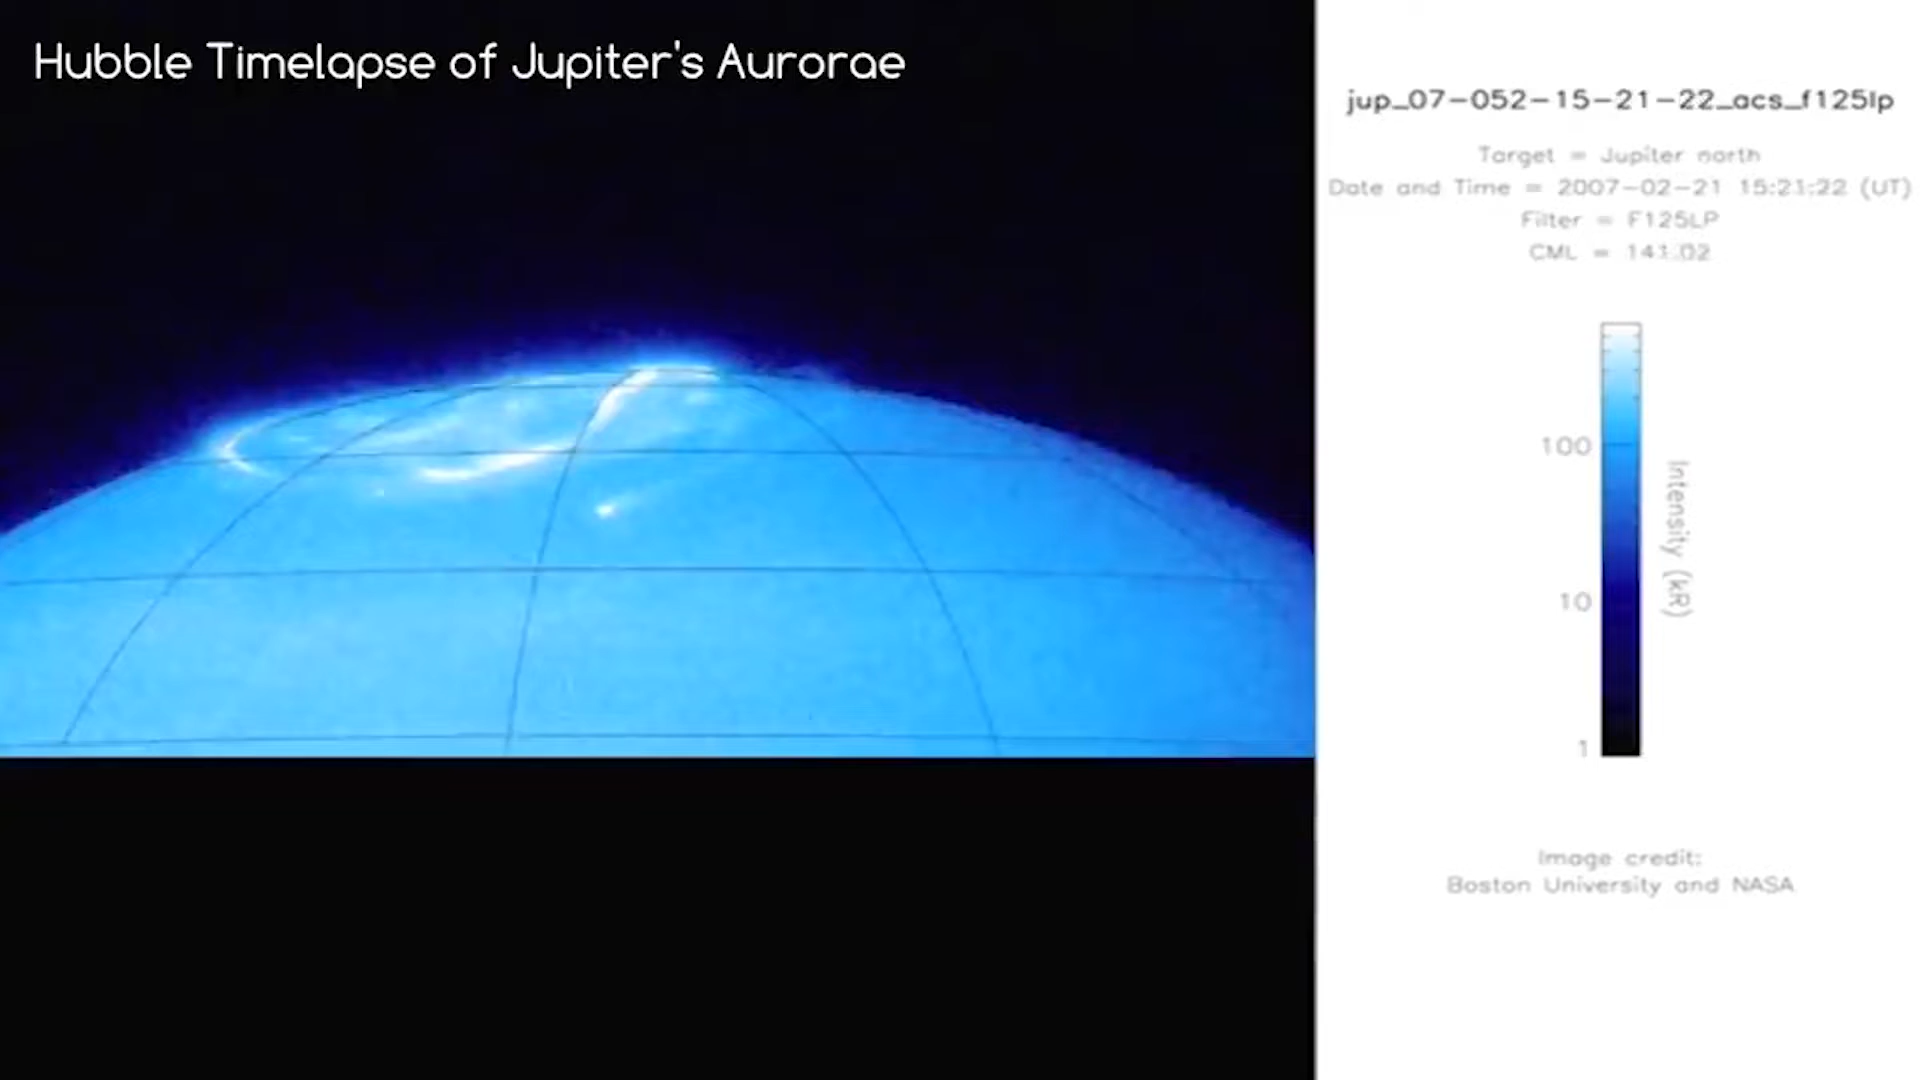 Hubble Timelapse of Jupiter's Aurorae
jup_07-052-15-21-22_acs_f125lp
Target = Jupiter north
Date and Time = 2007-02-21 15:21:22 (UT)
Filter = F125LP
CML = 141.02
100
10
1
Intensity (kR)
Image credit:
Boston University and NASA